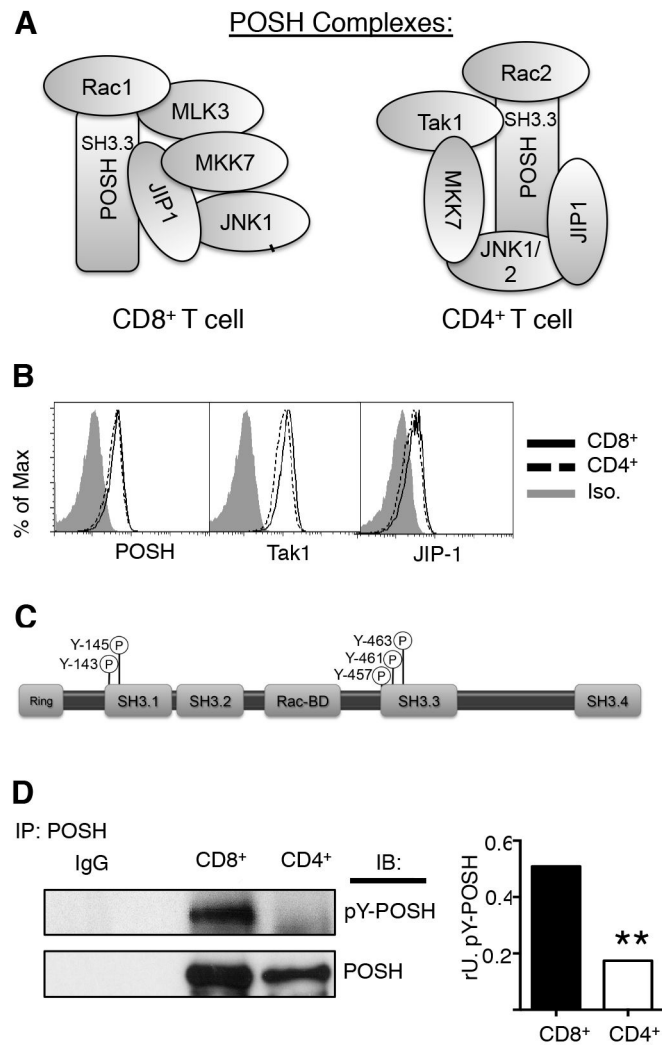 A
POSH Complexes:
Rac1
MLK3
SH3.3
POSH
JIP1
MKK7
JNK1
CD8⁺ T cell
Rac2
Tak1
SH3.3
POSH
MKK7
JIP1
JNK1/
2
CD4⁺ T cell
B
% of Max
POSH
Tak1
JIP-1
CD8⁺
CD4⁺
Iso.
C
Y-145 P
Y-143 P
Y-463 P
Y-461 P
Y-457 P
Ring
SH3.1
SH3.2
Rac-BD
SH3.3
SH3.4
D
IP: POSH
IgG
CD8⁺
CD4⁺
IB:
pY-POSH
POSH
rU. pY-POSH
0.6
0.4
0.2
**
CD8⁺
CD4⁺